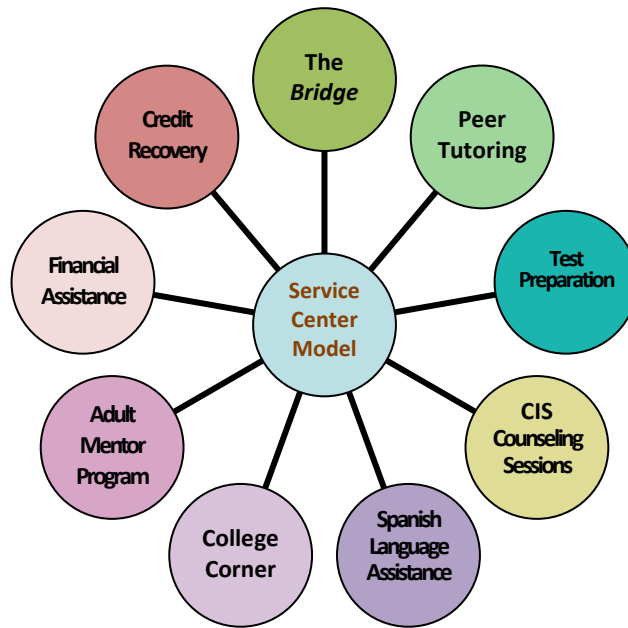 The
Bridge
Peer
Tutoring
Test
Preparation
CIS
Counseling
Sessions
Spanish
Language
Assistance
College
Corner
Adult
Mentor
Program
Financial
Assistance
Credit
Recovery
Service
Center
Model